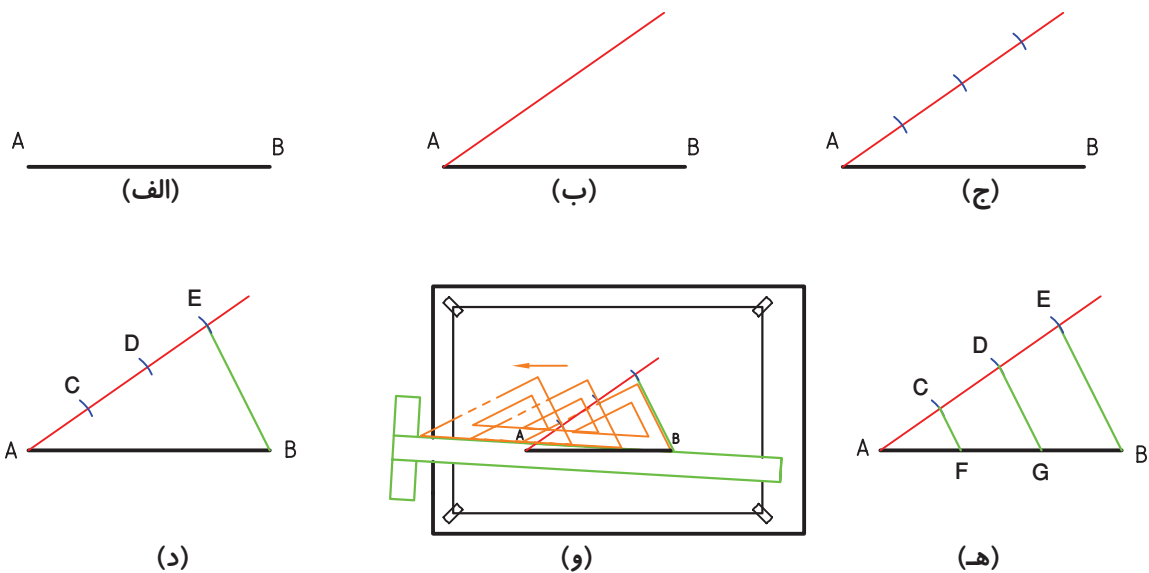 A B
(الف)
A B
(ب)
A B
(ج)
A B C D E
(د)
A B
(و)
A B C D E F G
(هـ)